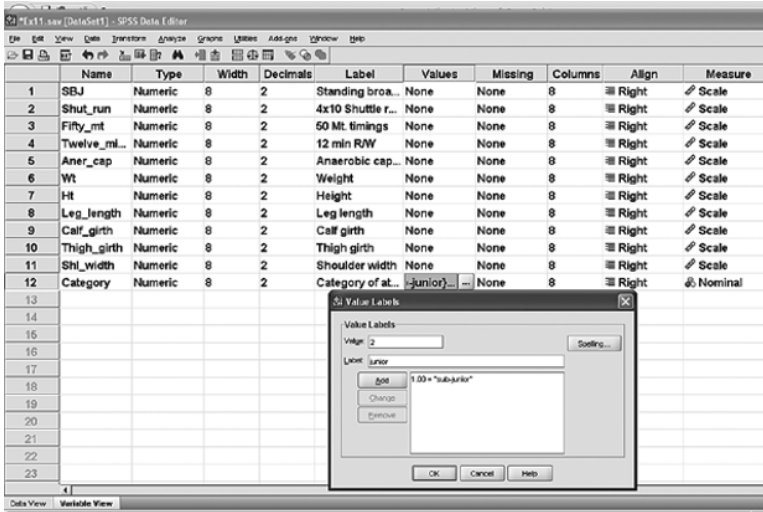 *Ex11.sav [DataSet1] - SPSS Data Editor
File Edit View Data Transform Analyze Graphs Utilities Add-ons Window Help
Name Type Width Decimals Label Values Missing Columns Align Measure
1 SBJ Numeric 8 2 Standing broa... None None 8 Right Scale
2 Shut_run Numeric 8 2 4x10 Shuttle r... None None 8 Right Scale
3 Fifty_mt Numeric 8 2 50 Mt. timings None None 8 Right Scale
4 Twelve_mi... Numeric 8 2 12 min R/W None None 8 Right Scale
5 Aner_cap Numeric 8 2 Anaerobic cap... None None 8 Right Scale
6 Wt Numeric 8 2 Weight None None 8 Right Scale
7 Ht Numeric 8 2 Height None None 8 Right Scale
8 Leg_length Numeric 8 2 Leg length None None 8 Right Scale
9 Calf_girth Numeric 8 2 Calf girth None None 8 Right Scale
10 Thigh_girth Numeric 8 2 Thigh girth None None 8 Right Scale
11 Shl_width Numeric 8 2 Shoulder width None None 8 Right Scale
12 Category Numeric 8 2 Category of at... -junior}... ... None 8 Right Nominal
13
14
15
16
17
18
19
20
21
22
23
Value Labels
Value Labels
Value: 2
Spelling...
Label: junior
Add
1.00 = "sub-junior"
Change
Remove
OK Cancel Help
Data View Variable View